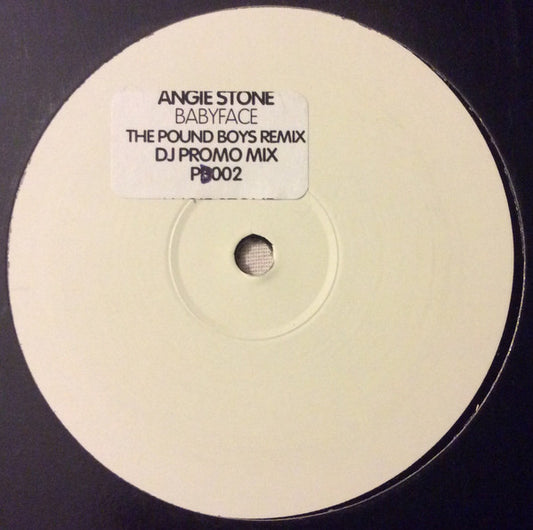 ANGIE STONE
BABYFACE
THE POUND BOYS REMIX
DJ PROMO MIX
PB002